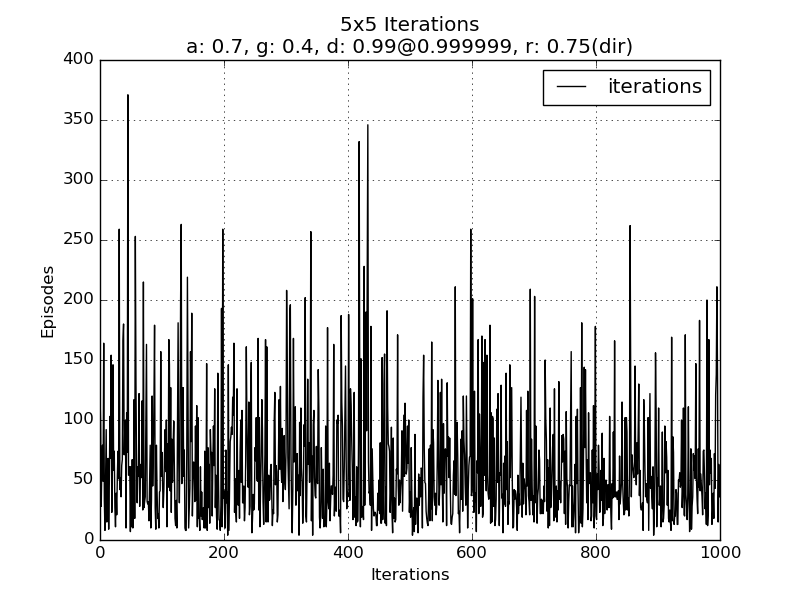 5x5 Iterations
a: 0.7, g: 0.4, d: 0.99@0.999999, r: 0.75(dir)
iterations
400
350
300
250
200
150
100
50
0
Episodes
0 200 400 600 800 1000
Iterations